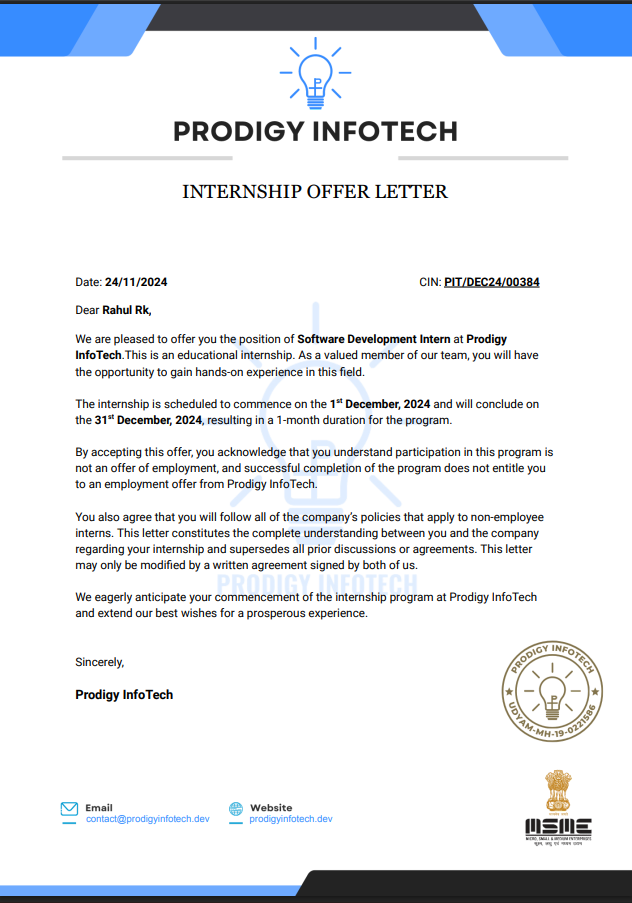 PRODIGY INFOTECH
INTERNSHIP OFFER LETTER
Date: 24/11/2024
CIN: PIT/DEC24/00384
Dear Rahul Rk,
We are pleased to offer you the position of Software Development Intern at Prodigy
InfoTech.This is an educational internship. As a valued member of our team, you will have
the opportunity to gain hands-on experience in this field.
The internship is scheduled to commence on the 1st December, 2024 and will conclude on
the 31st December, 2024, resulting in a 1-month duration for the program.
By accepting this offer, you acknowledge that you understand participation in this program is
not an offer of employment, and successful completion of the program does not entitle you
to an employment offer from Prodigy InfoTech.
You also agree that you will follow all of the company's policies that apply to non-employee
interns. This letter constitutes the complete understanding between you and the company
regarding your internship and supersedes all prior discussions or agreements. This letter
may only be modified by a written agreement signed by both of us.
PRODIGY INFOTECH
We eagerly anticipate your commencement of the internship program at Prodigy InfoTech
and extend our best wishes for a prosperous experience.
Sincerely,
Prodigy InfoTech
PRODIGY INFOTECH
UDYAM-MH-19-0221586
Email
contact@prodigyinfotech.dev
Website
prodigyinfotech.dev
MSME
MICRO, SMALL & MEDIUM ENTERPRISES
सूक्ष्म, लघु एवं मध्यम उद्यम